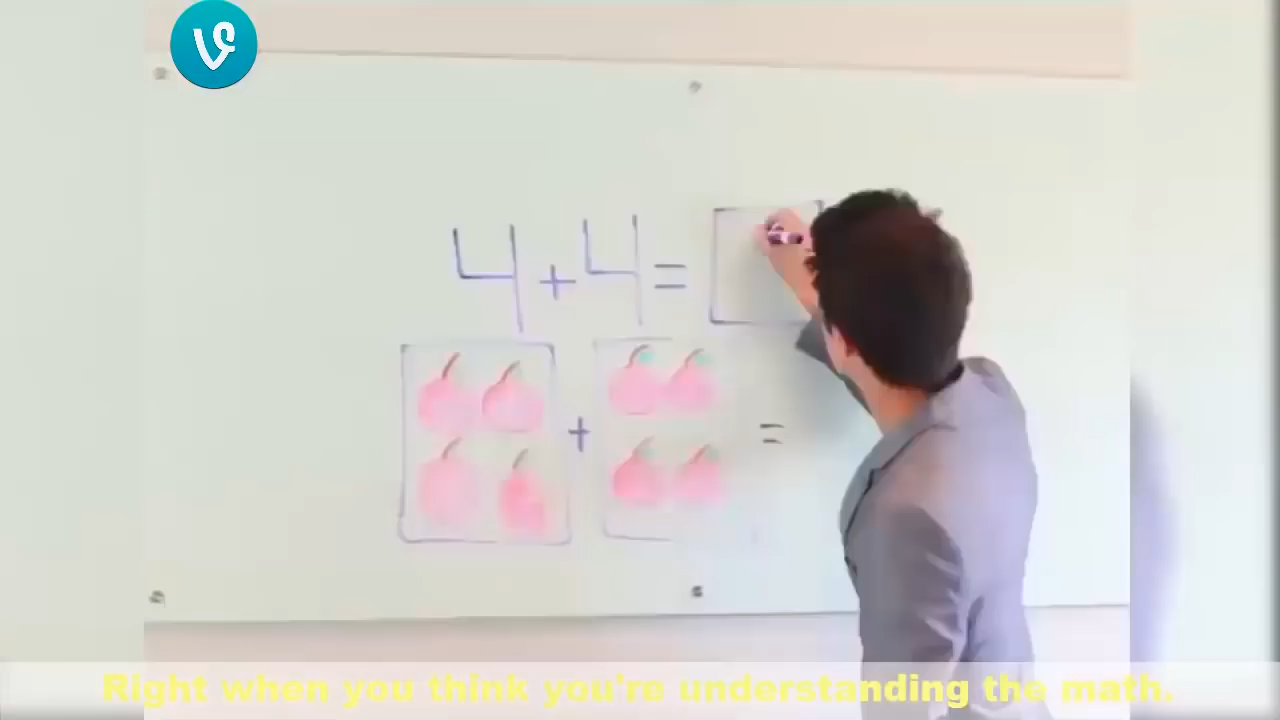 4+4=
+ =
Right when you think you're understanding the math.